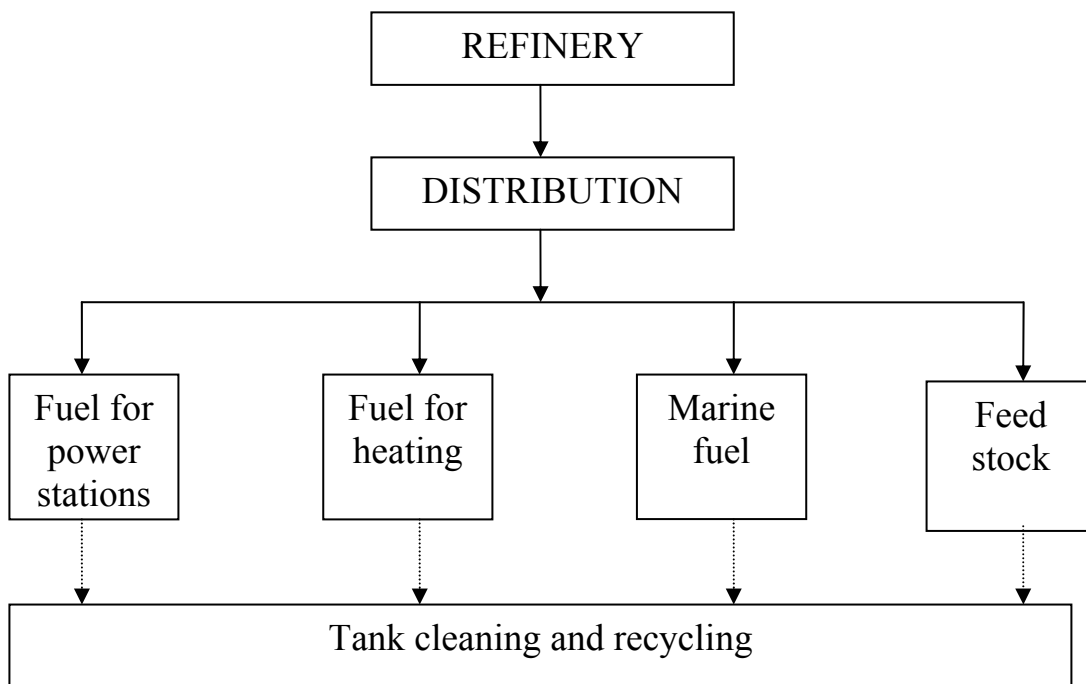 REFINERY
DISTRIBUTION
Fuel for
power
stations
Fuel for
heating
Marine
fuel
Feed
stock
Tank cleaning and recycling